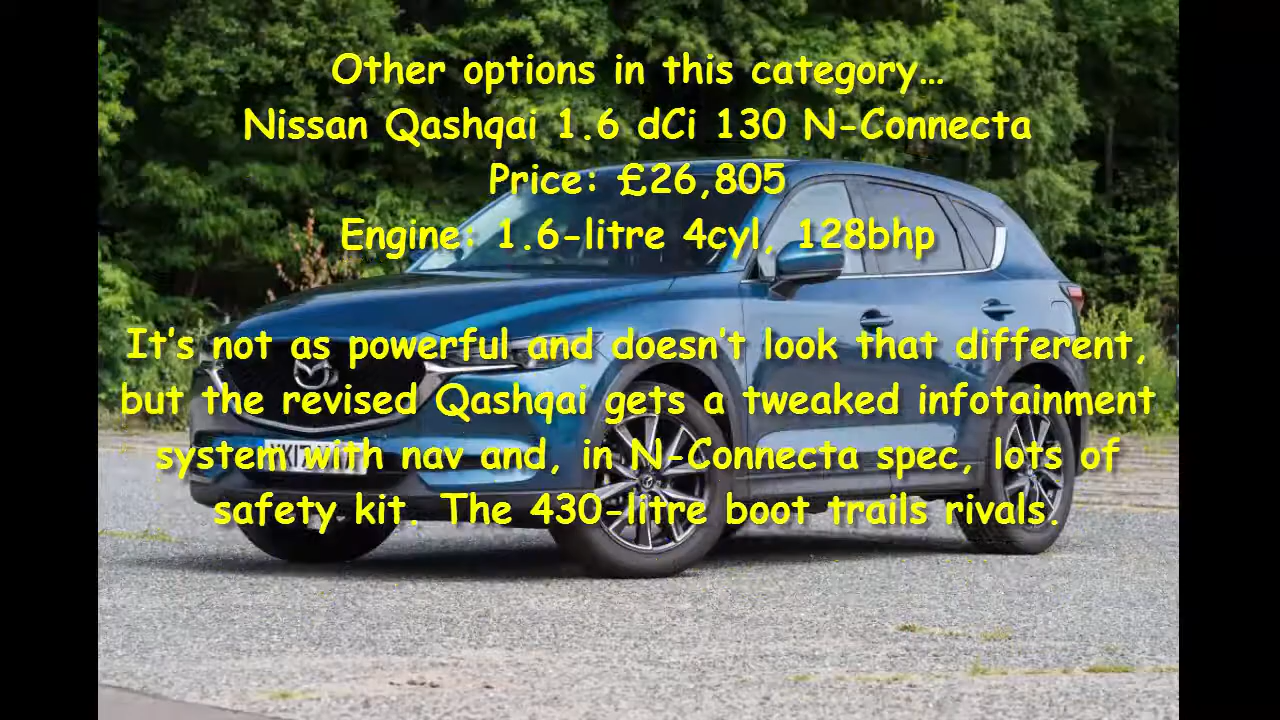 Other options in this category…
Nissan Qashqai 1.6 dCi 130 N-Connecta
Price: £26,805
Engine: 1.6-litre 4cyl, 128bhp
It's not as powerful and doesn't look that different,
but the revised Qashqai gets a tweaked infotainment
system with nav and, in N-Connecta spec, lots of
safety kit. The 430-litre boot trails rivals.